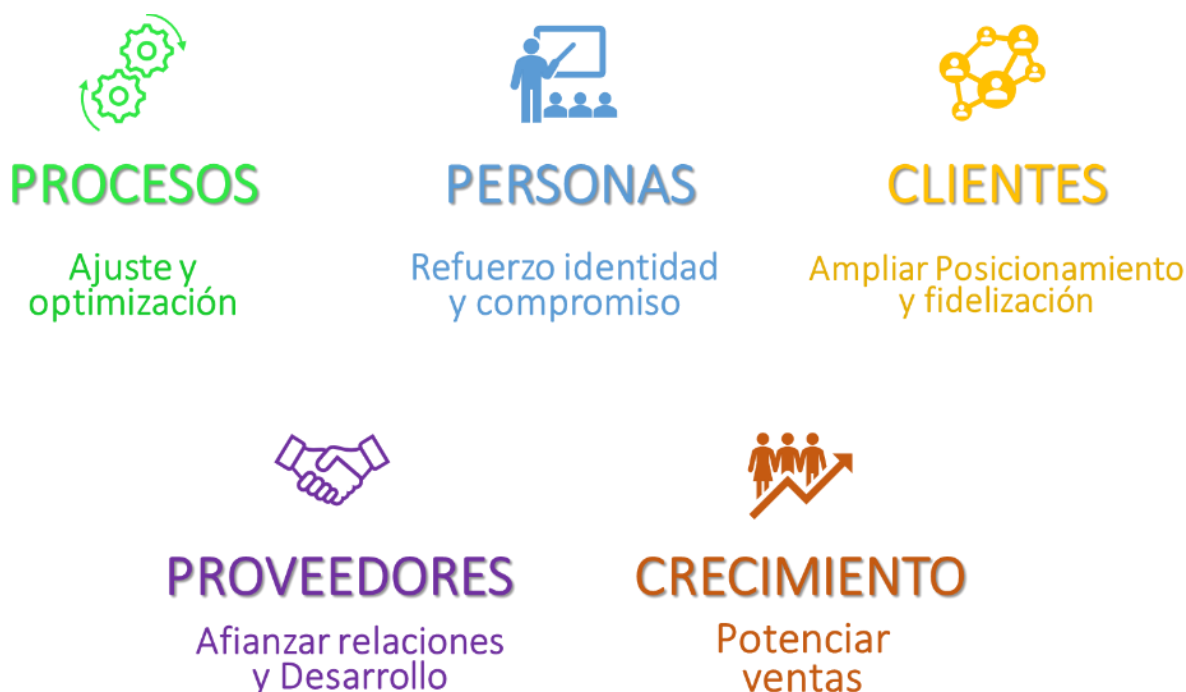 PROCESOS
Ajuste y
optimización
PERSONAS
Refuerzo identidad
y compromiso
CLIENTES
Ampliar Posicionamiento
y fidelización
PROVEEDORES
Afianzar relaciones
y Desarrollo
CRECIMIENTO
Potenciar
ventas